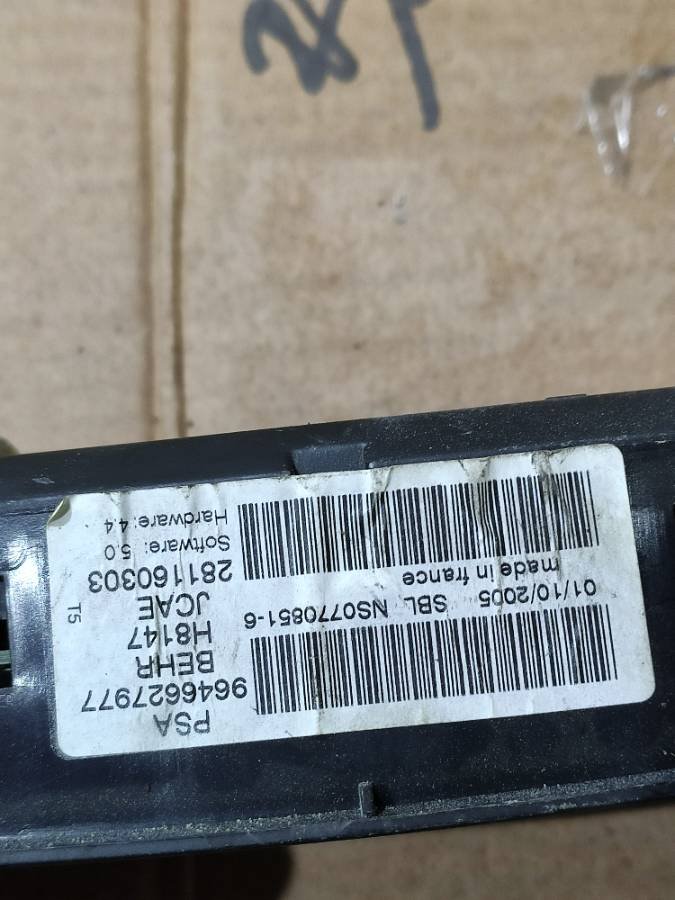 PSA
9646627977
BEHR
H8147
JCAE
T5
281160303
Software: 5.0
Hardware: 4.4
01/10/2005 SBL NS0770851-6
made in france